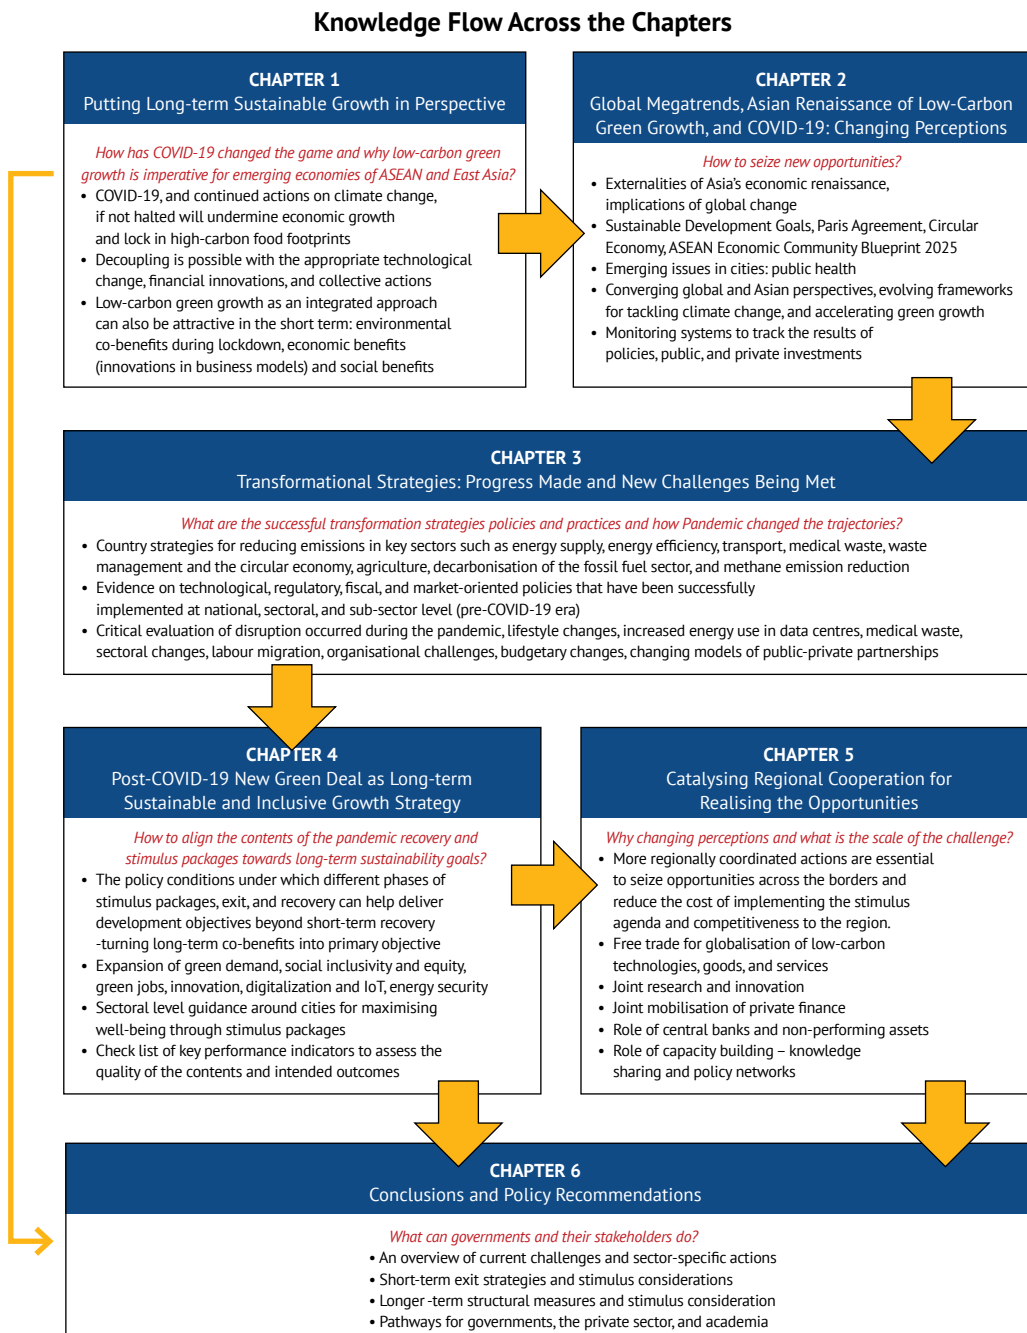 Knowledge Flow Across the Chapters
CHAPTER 1
Putting Long-term Sustainable Growth in Perspective
How has COVID-19 changed the game and why low-carbon green
growth is imperative for emerging economies of ASEAN and East Asia?
• COVID-19, and continued actions on climate change,
if not halted will undermine economic growth
and lock in high-carbon food footprints
• Decoupling is possible with the appropriate technological
change, financial innovations, and collective actions
• Low-carbon green growth as an integrated approach
can also be attractive in the short term: environmental
co-benefits during lockdown, economic benefits
(innovations in business models) and social benefits
CHAPTER 2
Global Megatrends, Asian Renaissance of Low-Carbon
Green Growth, and COVID-19: Changing Perceptions
How to seize new opportunities?
• Externalities of Asia's economic renaissance,
implications of global change
• Sustainable Development Goals, Paris Agreement, Circular
Economy, ASEAN Economic Community Blueprint 2025
• Emerging issues in cities: public health
• Converging global and Asian perspectives, evolving frameworks
for tackling climate change, and accelerating green growth
• Monitoring systems to track the results of
policies, public, and private investments
CHAPTER 3
Transformational Strategies: Progress Made and New Challenges Being Met
What are the successful transformation strategies policies and practices and how Pandemic changed the trajectories?
• Country strategies for reducing emissions in key sectors such as energy supply, energy efficiency, transport, medical waste, waste
management and the circular economy, agriculture, decarbonisation of the fossil fuel sector, and methane emission reduction
• Evidence on technological, regulatory, fiscal, and market-oriented policies that have been successfully
implemented at national, sectoral, and sub-sector level (pre-COVID-19 era)
• Critical evaluation of disruption occurred during the pandemic, lifestyle changes, increased energy use in data centres, medical waste,
sectoral changes, labour migration, organisational challenges, budgetary changes, changing models of public-private partnerships
CHAPTER 4
Post-COVID-19 New Green Deal as Long-term
Sustainable and Inclusive Growth Strategy
How to align the contents of the pandemic recovery and
stimulus packages towards long-term sustainability goals?
• The policy conditions under which different phases of
stimulus packages, exit, and recovery can help deliver
development objectives beyond short-term recovery
-turning long-term co-benefits into primary objective
• Expansion of green demand, social inclusivity and equity,
green jobs, innovation, digitalization and IoT, energy security
• Sectoral level guidance around cities for maximising
well-being through stimulus packages
• Check list of key performance indicators to assess the
quality of the contents and intended outcomes
CHAPTER 5
Catalysing Regional Cooperation for
Realising the Opportunities
Why changing perceptions and what is the scale of the challenge?
• More regionally coordinated actions are essential
to seize opportunities across the borders and
reduce the cost of implementing the stimulus
agenda and competitiveness to the region.
• Free trade for globalisation of low-carbon
technologies, goods, and services
• Joint research and innovation
• Joint mobilisation of private finance
• Role of central banks and non-performing assets
• Role of capacity building – knowledge
sharing and policy networks
CHAPTER 6
Conclusions and Policy Recommendations
What can governments and their stakeholders do?
• An overview of current challenges and sector-specific actions
• Short-term exit strategies and stimulus considerations
• Longer -term structural measures and stimulus consideration
• Pathways for governments, the private sector, and academia